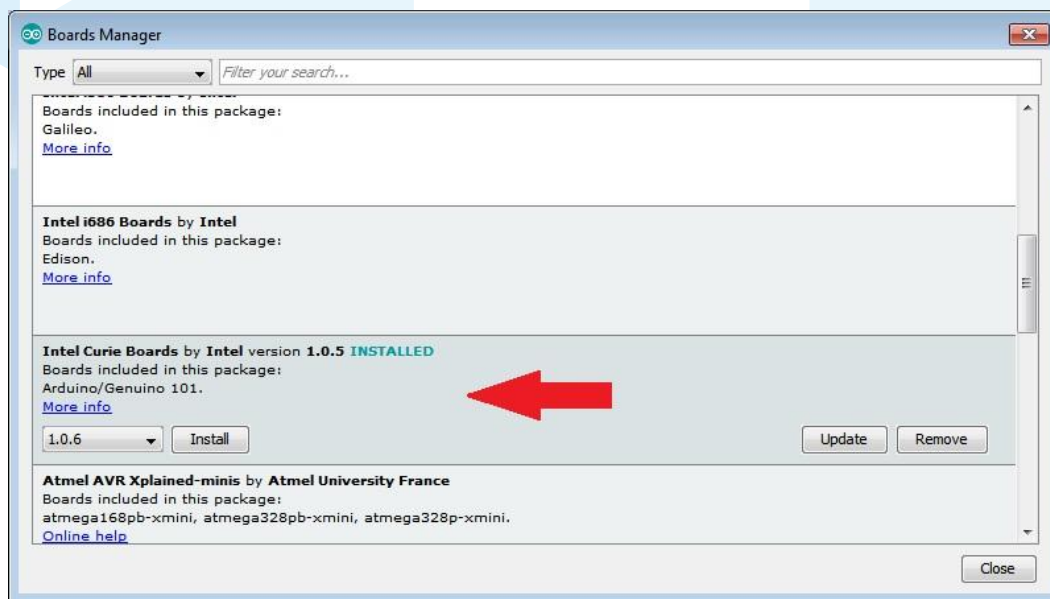 Boards Manager
Type All Filter your search...
Boards included in this package:
Galileo.
More info
Intel i686 Boards by Intel
Boards included in this package:
Edison.
More info
Intel Curie Boards by Intel version 1.0.5 INSTALLED
Boards included in this package:
Arduino/Genuino 101.
More info
1.0.6 Install Update Remove
Atmel AVR Xplained-minis by Atmel University France
Boards included in this package:
atmega168pb-xmini, atmega328pb-xmini, atmega328p-xmini.
Online help
Close